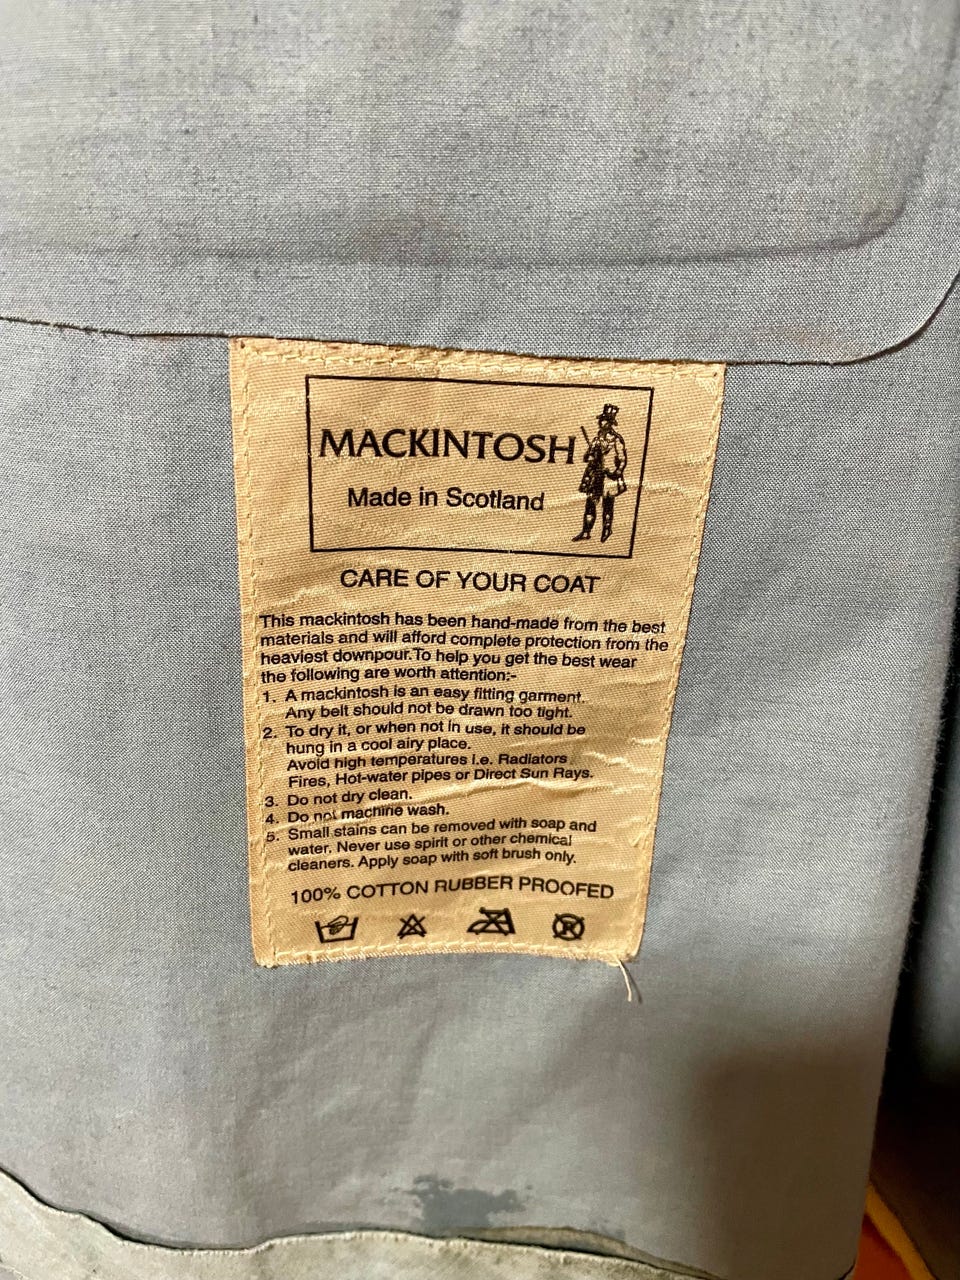 MACKINTOSH
Made in Scotland
CARE OF YOUR COAT
This mackintosh has been hand-made from the best
materials and will afford complete protection from the
heaviest downpour.To help you get the best wear
the following are worth attention:-
1. A mackintosh is an easy fitting garment.
Any belt should not be drawn too tight.
2. To dry it, or when not in use, it should be
hung in a cool airy place.
Avoid high temperatures i.e. Radiators
Fires, Hot-water pipes or Direct Sun Rays.
3. Do not dry clean.
4. Do not machine wash.
5. Small stains can be removed with soap and
water. Never use spirit or other chemical
cleaners. Apply soap with soft brush only.
100% COTTON RUBBER PROOFED